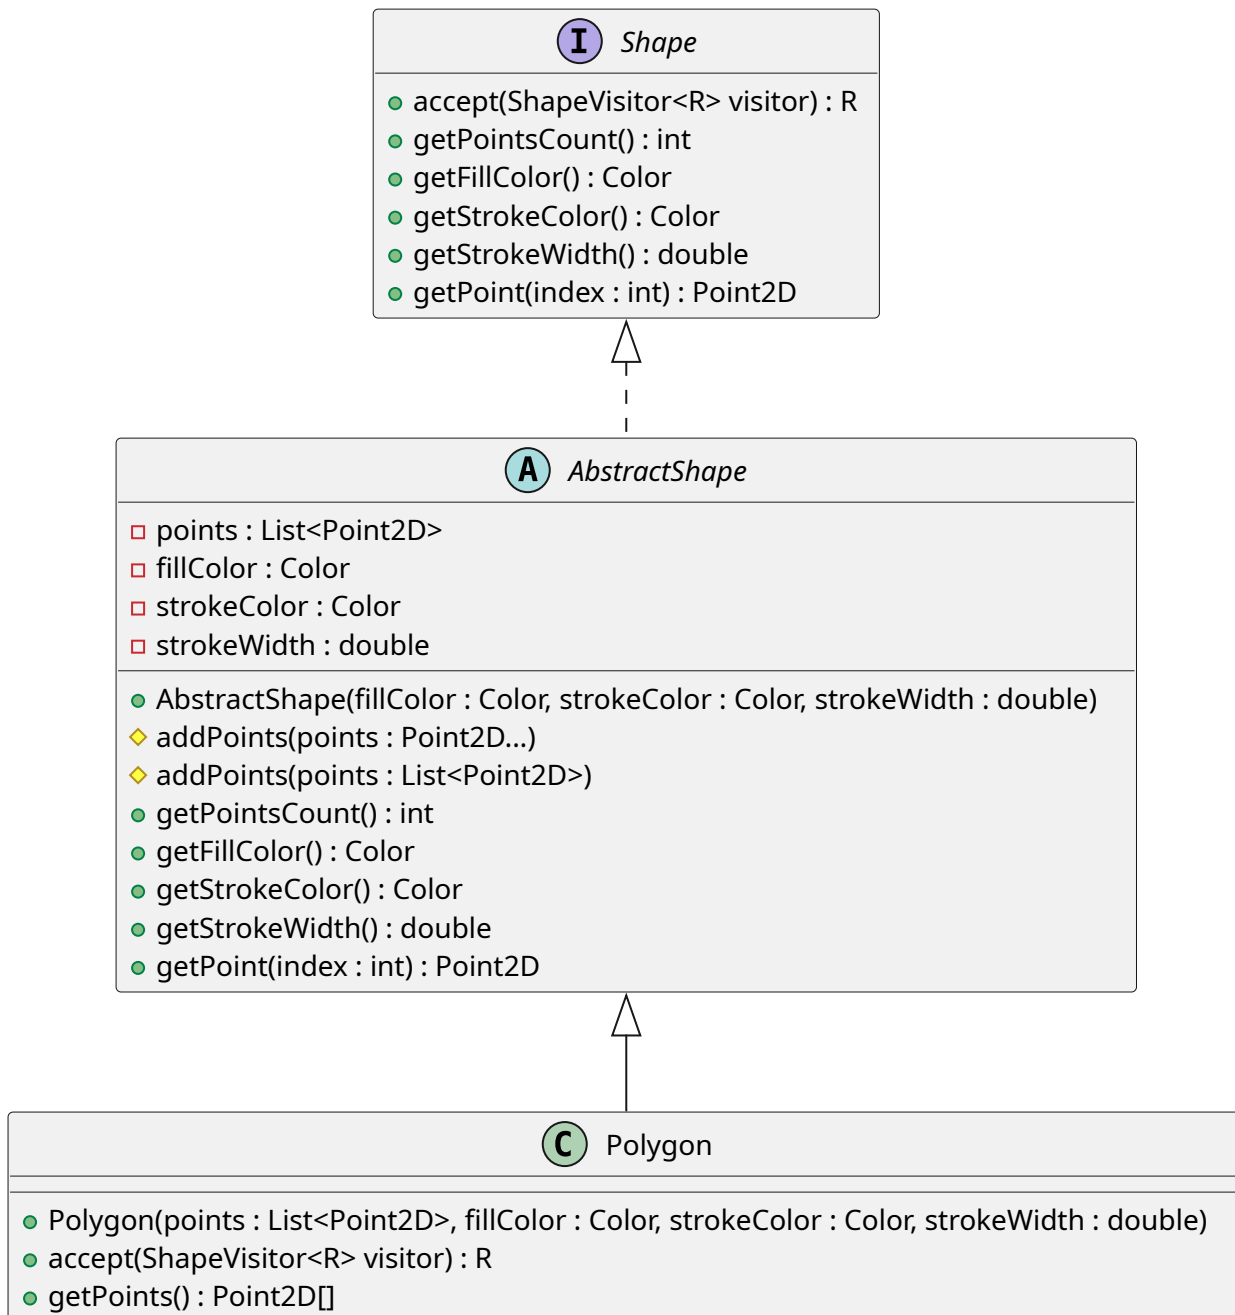 I Shape
accept(ShapeVisitor<R> visitor) : R
getPointsCount() : int
getFillColor() : Color
getStrokeColor() : Color
getStrokeWidth() : double
getPoint(index : int) : Point2D
A AbstractShape
points : List<Point2D>
fillColor : Color
strokeColor : Color
strokeWidth : double
AbstractShape(fillColor : Color, strokeColor : Color, strokeWidth : double)
addPoints(points : Point2D...)
addPoints(points : List<Point2D>)
getPointsCount() : int
getFillColor() : Color
getStrokeColor() : Color
getStrokeWidth() : double
getPoint(index : int) : Point2D
C Polygon
Polygon(points : List<Point2D>, fillColor : Color, strokeColor : Color, strokeWidth : double)
accept(ShapeVisitor<R> visitor) : R
getPoints() : Point2D[]